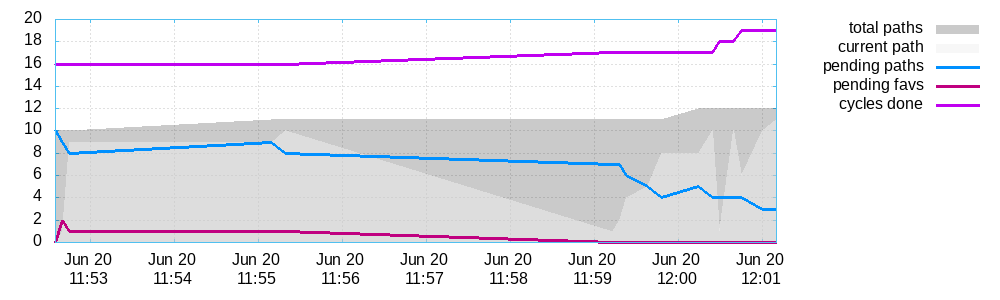 20
18
16
14
12
10
8
6
4
2
0
Jun 20 Jun 20 Jun 20 Jun 20 Jun 20 Jun 20 Jun 20 Jun 20 Jun 20
11:53 11:54 11:55 11:56 11:57 11:58 11:59 12:00 12:01
total paths
current path
pending paths
pending favs
cycles done